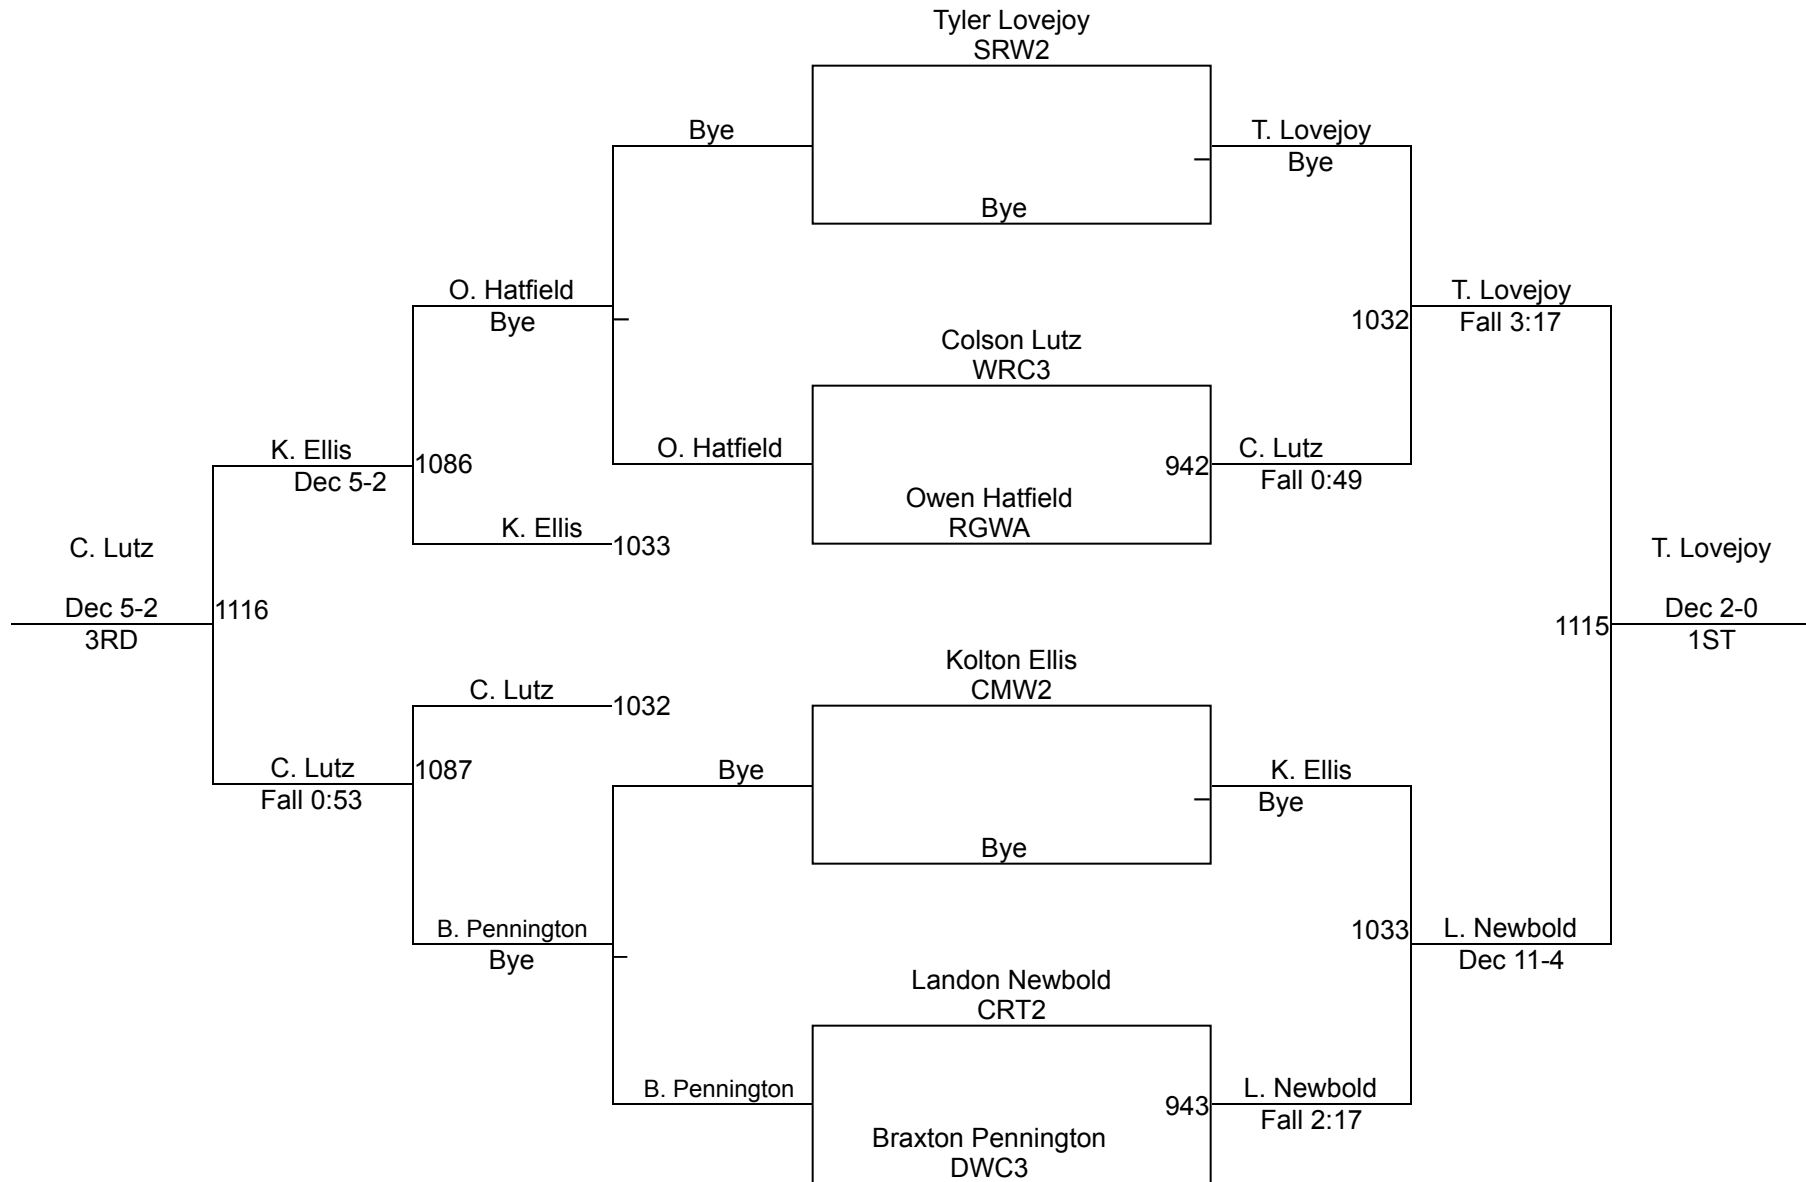 Tyler Lovejoy
SRW2
Bye
T. Lovejoy
Bye
Bye
O. Hatfield
Bye
T. Lovejoy
1032
Fall 3:17
Colson Lutz
WRC3
K. Ellis
1086
Dec 5-2
O. Hatfield
942
C. Lutz
Fall 0:49
Owen Hatfield
RGWA
K. Ellis
1033
C. Lutz
T. Lovejoy
Dec 5-2
1116
3RD
1115
Dec 2-0
1ST
Kolton Ellis
CMW2
C. Lutz
1032
C. Lutz
1087
Fall 0:53
Bye
K. Ellis
Bye
Bye
B. Pennington
Bye
1033
L. Newbold
Dec 11-4
Landon Newbold
CRT2
B. Pennington
943
L. Newbold
Fall 2:17
Braxton Pennington
DWC3